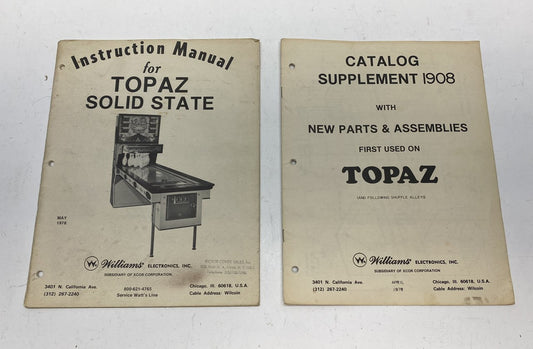 Instruction Manual
for
TOPAZ
SOLID STATE
MAY
1978
Williams® ELECTRONICS, INC.
SUBSIDIARY OF XCOR CORPORATION.
3401 N. California Ave.
(312) 267-2240
800-621-4765
Service Watt's Line
Chicago, Ill. 60618, U.S.A.
Cable Address: Wilcoin
CATALOG
SUPPLEMENT 1908
WITH
NEW PARTS & ASSEMBLIES
FIRST USED ON
TOPAZ
(AND FOLLOWING SHUFFLE ALLEYS)
Williams® ELECTRONICS, INC.
SUBSIDIARY OF XCOR CORPORATION.
3401 N. California Ave.
(312) 267-2240
APRIL
1978
Chicago, Ill. 60618, U.S.A.
Cable Address: Wilcoin